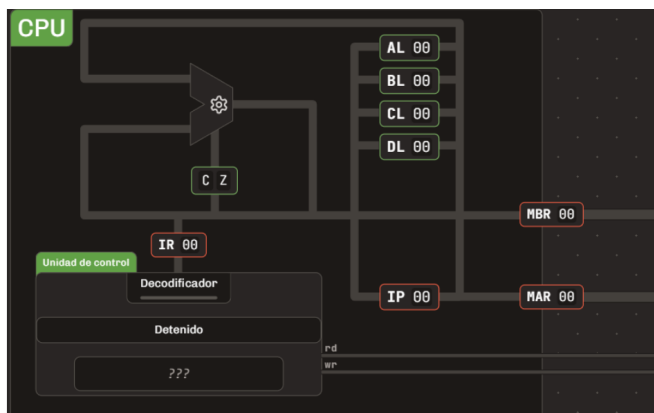 CPU
AL 00
BL 00
CL 00
DL 00
C Z
MBR 00
IR 00
Unidad de control
Decodificador
IP 00
MAR 00
Detenido
rd
wr
???